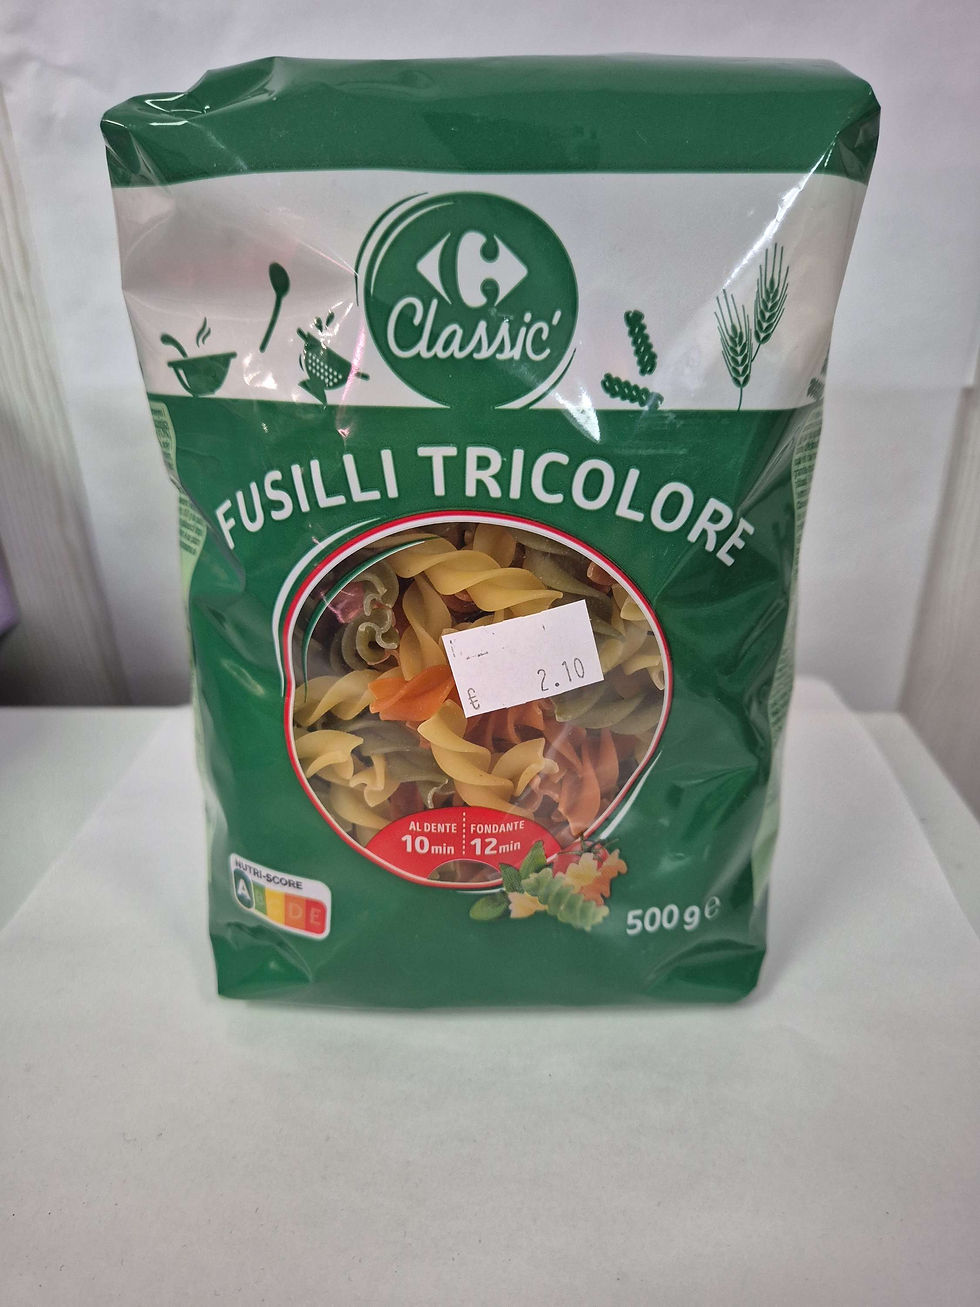 Classic'
FUSILLI TRICOLORE
€ 2.10
AL DENTE
10 min
FONDANTE
12 min
NUTRI-SCORE
A B D E
500 g e